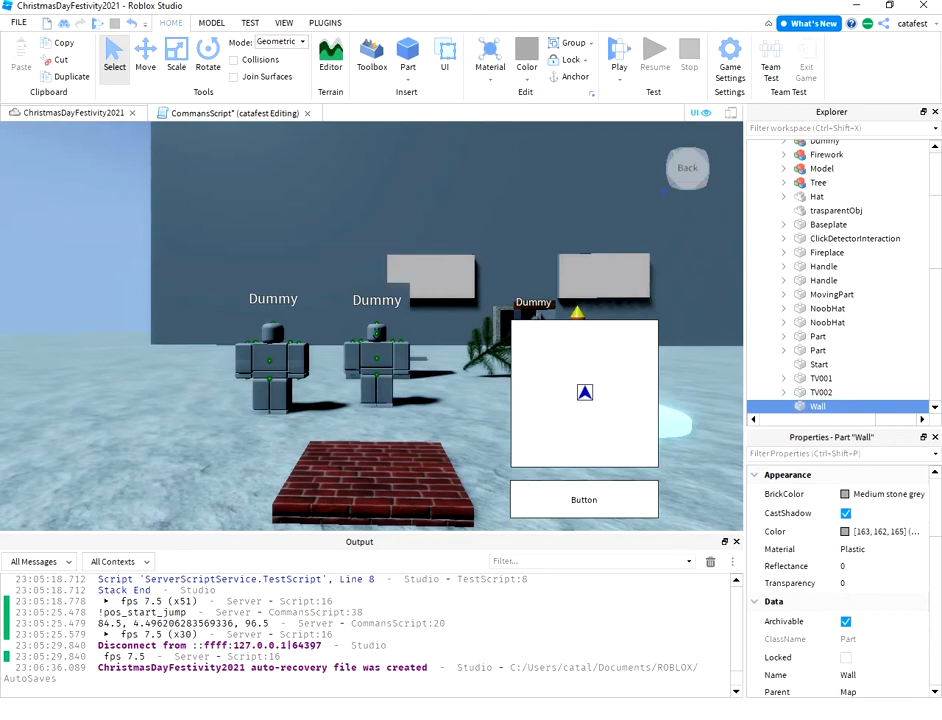 ChristmasDayFestivity2021 - Roblox Studio
FILE HOME MODEL TEST VIEW PLUGINS What's New catafest
Paste Copy Cut Duplicate Select Move Scale Rotate Mode: Geometric Collisions Join Surfaces Editor Toolbox Part UI Material Color Group Lock Anchor Play Resume Stop Game Settings Team Test Exit Game
Clipboard Tools Terrain Insert Edit Test Settings Team Test
ChristmasDayFestivity2021 CommansScript* (catafest Editing) UI
Explorer
Filter workspace (Ctrl+Shift+X)
Dummy
Firework
Model
Tree
Hat
trasparentObj
Baseplate
ClickDetectorInteraction
Fireplace
Handle
Handle
MovingPart
NoobHat
NoobHat
Part
Part
Start
TV001
TV002
Wall
Back
Dummy
Dummy
Dummy
Button
Properties - Part "Wall"
Filter Properties (Ctrl+Shift+P)
Appearance
BrickColor Medium stone grey
CastShadow
Color [163, 162, 165] (...
Material Plastic
Reflectance 0
Transparency 0
Data
Archivable
ClassName Part
Locked
Name Wall
Parent Map
Output
All Messages All Contexts Filter...
23:05:18.712 Script 'ServerScriptService.TestScript', Line 8 - Studio - TestScript:8
23:05:18.712 Stack End - Studio
23:05:18.778 fps 7.5 (x51) - Server - Script:16
23:05:25.478 !pos_start_jump - Server - CommansScript:38
23:05:25.479 84.5, 4.496206283569336, 96.5 - Server - CommansScript:20
23:05:25.579 fps 7.5 (x30) - Server - Script:16
23:05:29.840 Disconnect from ::ffff:127.0.0.1|64397 - Studio
23:05:29.840 fps 7.5 - Server - Script:16
23:06:36.089 ChristmasDayFestivity2021 auto-recovery file was created - Studio - C:/Users/catal/Documents/ROBLOX/
AutoSaves